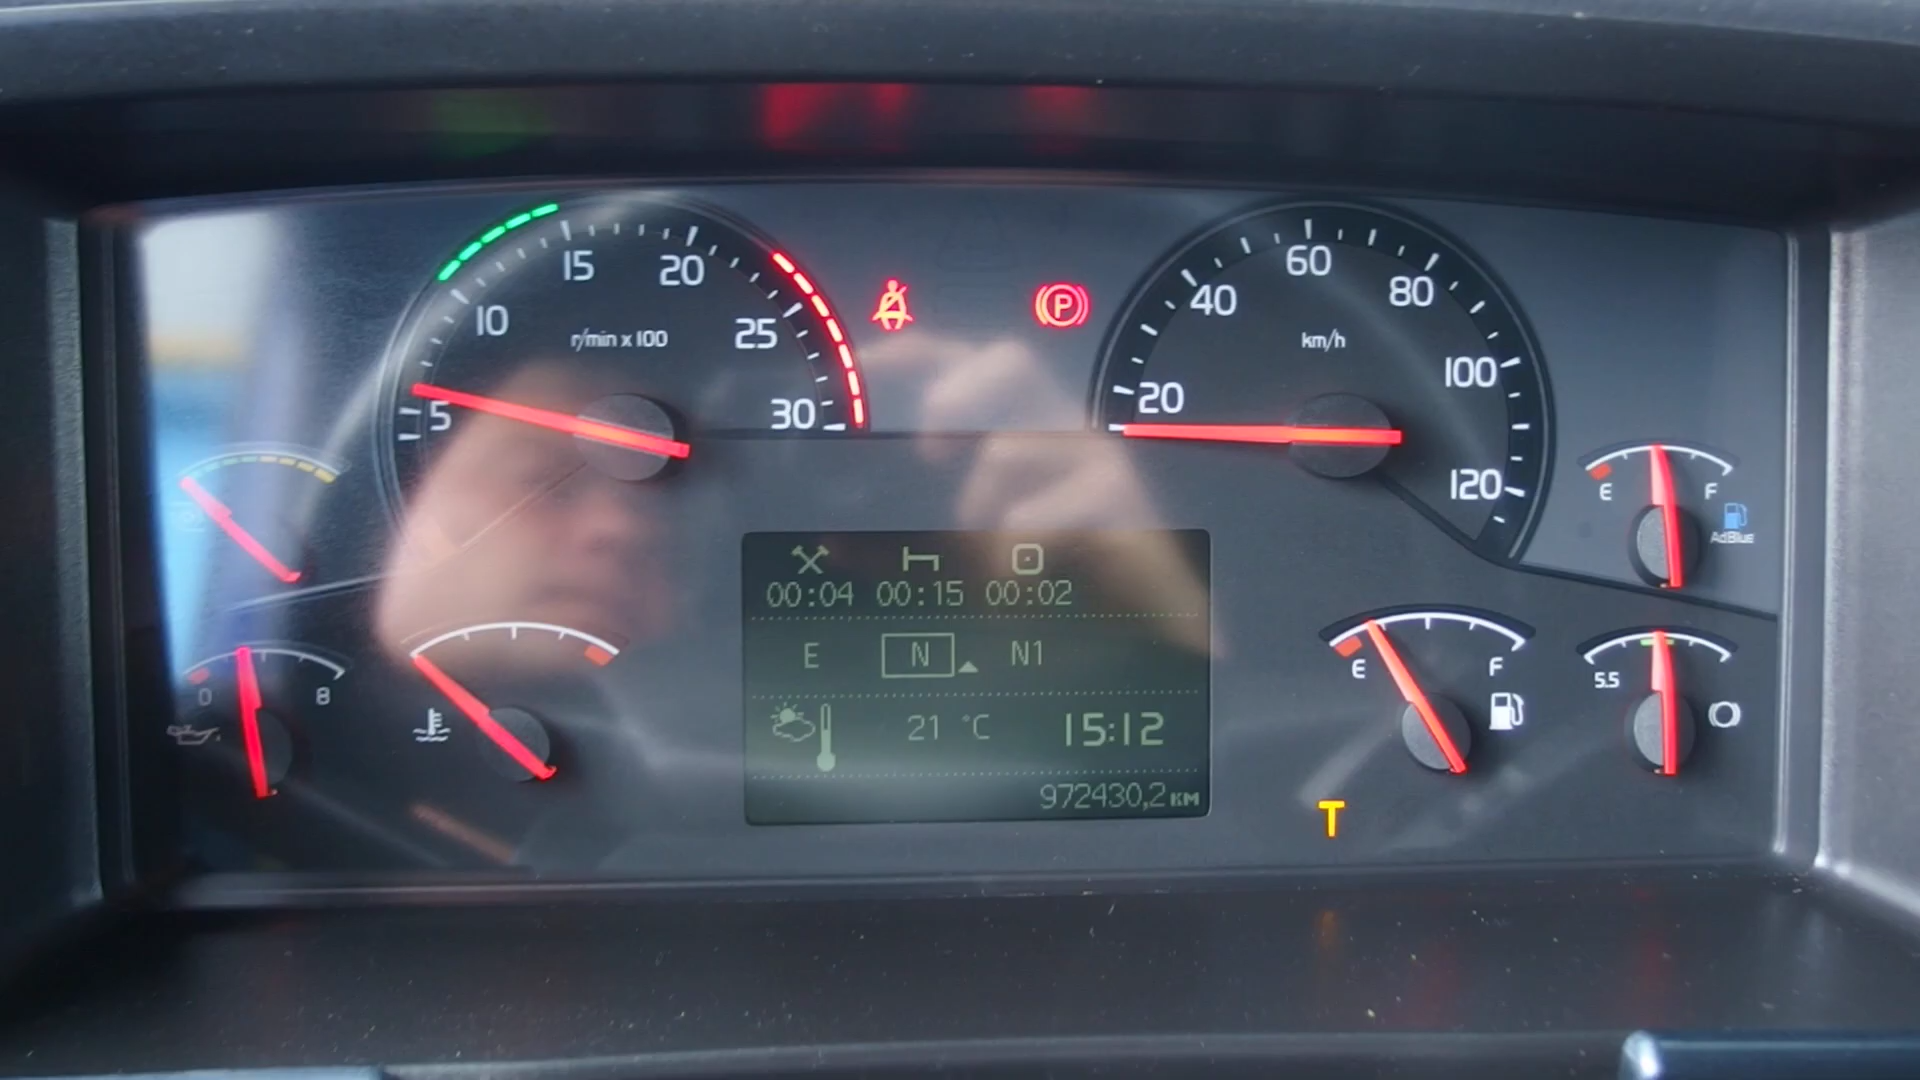 5
10
15
20
25
30
r/min x 100
P
20
40
60
80
100
120
km/h
E F
AdBlue
0 8
00:04 00:15 00:02
E N N1
21 °C 15:12
972430,2 км
E F
5.5
T